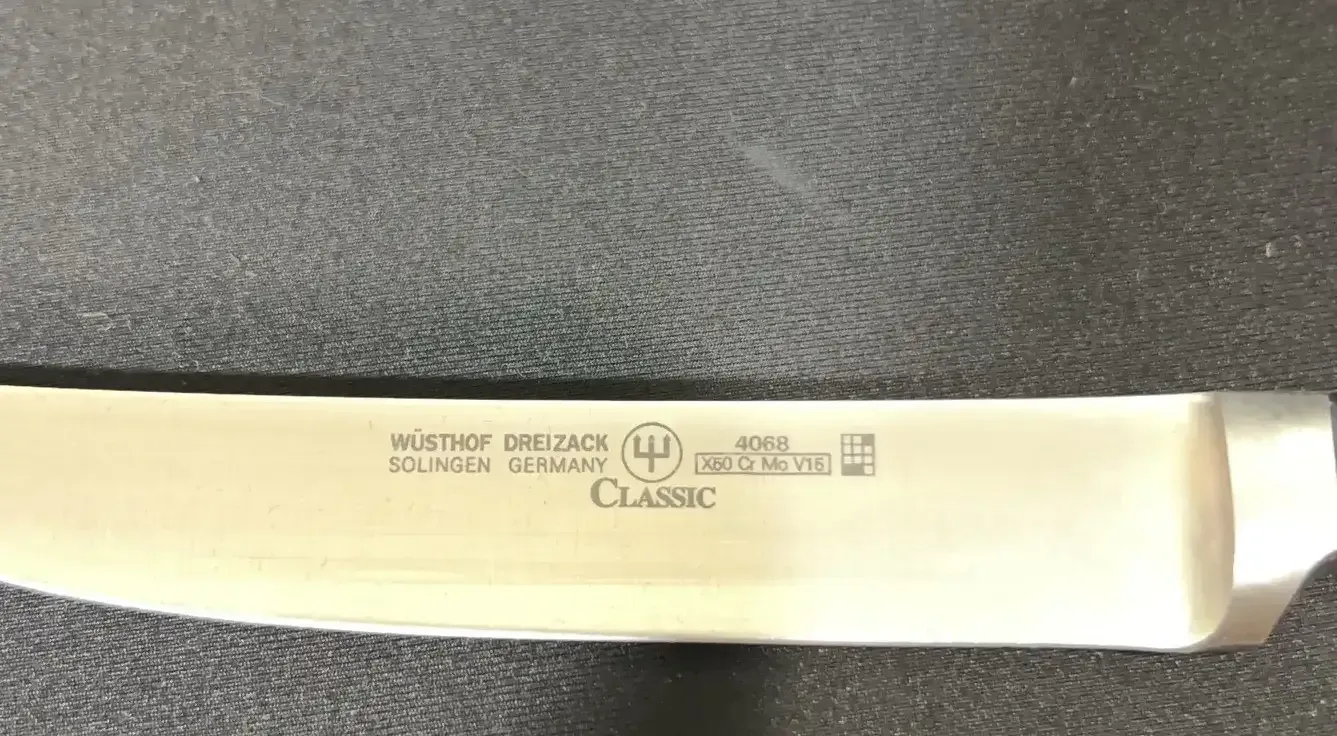 WÜSTHOF DREIZACK
SOLINGEN GERMANY
4068
X50 Cr Mo V15
CLASSIC